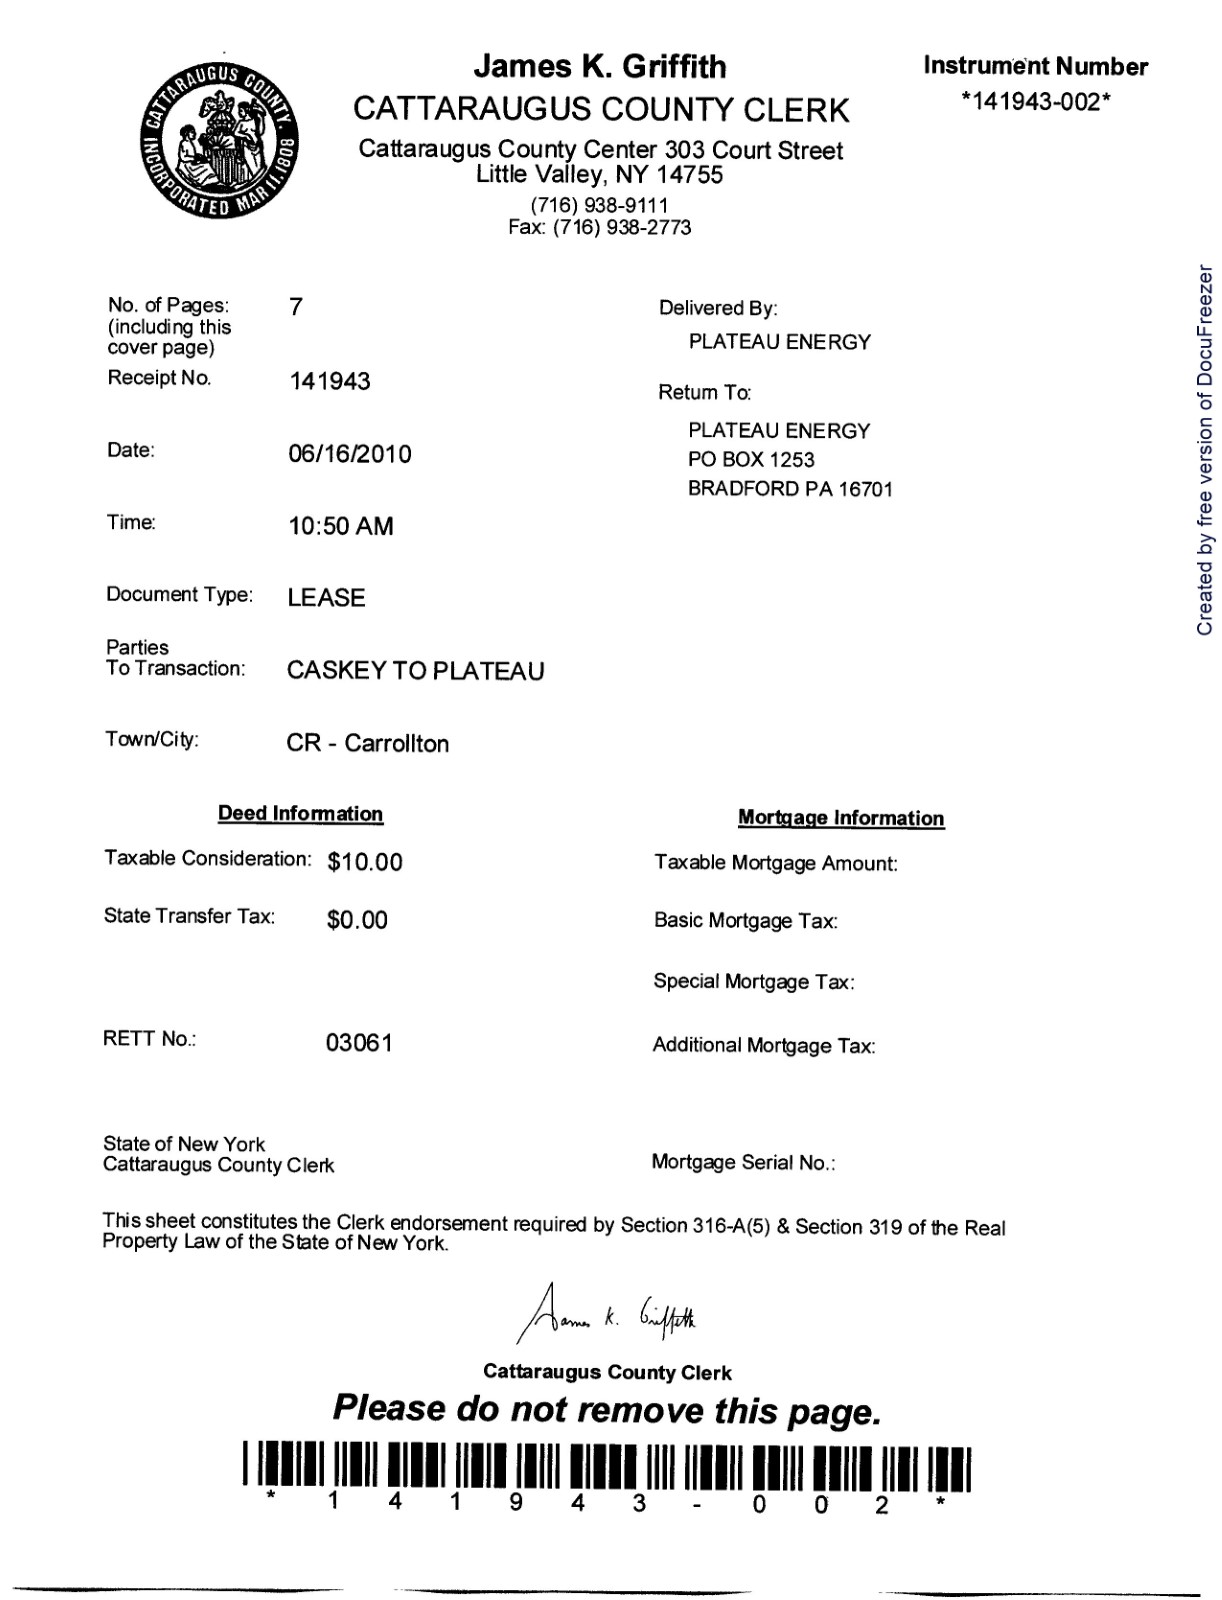 CATTARAUGUS COUNTY.
INCORPORATED MAR 11. 1808
James K. Griffith
CATTARAUGUS COUNTY CLERK
Cattaraugus County Center 303 Court Street
Little Valley, NY 14755
(716) 938-9111
Fax: (716) 938-2773
Instrument Number
*141943-002*
No. of Pages: 7
(including this
cover page)
Receipt No. 141943
Date: 06/16/2010
Time: 10:50 AM
Document Type: LEASE
Parties
To Transaction: CASKEY TO PLATEAU
Town/City: CR - Carrollton
Delivered By:
PLATEAU ENERGY
Return To:
PLATEAU ENERGY
PO BOX 1253
BRADFORD PA 16701
Deed Information
Taxable Consideration: $10.00
State Transfer Tax: $0.00
RETT No.: 03061
Mortgage Information
Taxable Mortgage Amount:
Basic Mortgage Tax:
Special Mortgage Tax:
Additional Mortgage Tax:
State of New York
Cattaraugus County Clerk
Mortgage Serial No.:
This sheet constitutes the Clerk endorsement required by Section 316-A(5) & Section 319 of the Real
Property Law of the State of New York.
James K. Griffith
Cattaraugus County Clerk
Please do not remove this page.
* 1 4 1 9 4 3 - 0 0 2 *
Created by free version of DocuFreezer